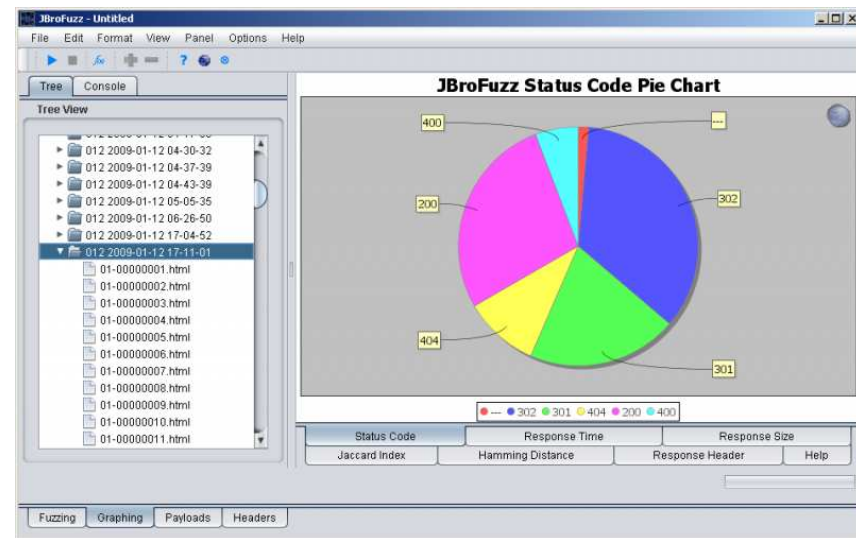 JBroFuzz - Untitled
File Edit Format View Panel Options Help
Tree Console
Tree View
012 2009-01-12 04-30-32
012 2009-01-12 04-37-39
012 2009-01-12 04-43-39
012 2009-01-12 05-05-35
012 2009-01-12 06-26-50
012 2009-01-12 17-04-52
012 2009-01-12 17-11-01
01-00000001.html
01-00000002.html
01-00000003.html
01-00000004.html
01-00000005.html
01-00000006.html
01-00000007.html
01-00000008.html
01-00000009.html
01-00000010.html
01-00000011.html
JBroFuzz Status Code Pie Chart
400
---
200
302
404
301
--- 302 301 404 200 400
Status Code Response Time Response Size
Jaccard Index Hamming Distance Response Header Help
Fuzzing Graphing Payloads Headers